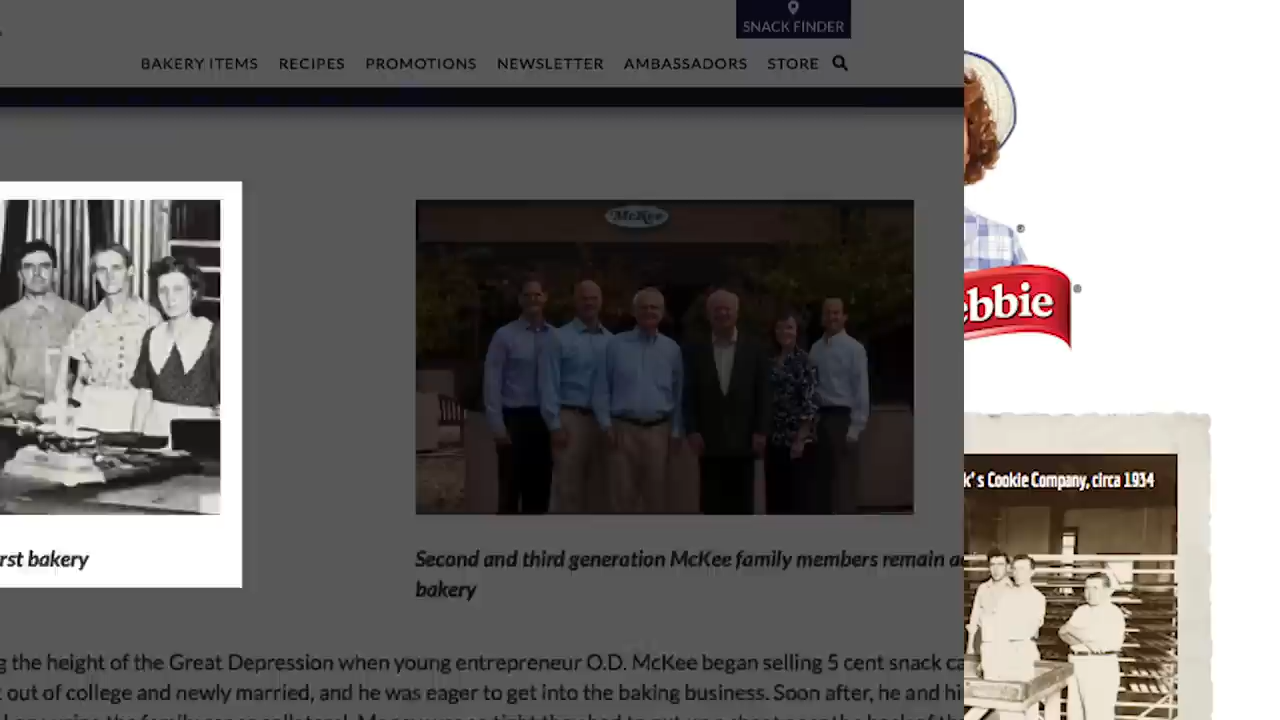 SNACK FINDER
BAKERY ITEMS RECIPES PROMOTIONS NEWSLETTER AMBASSADORS STORE
McKee
®
ebbie ®
k's Cookie Company, circa 1934
rst bakery
Second and third generation McKee family members remain a
bakery
g the height of the Great Depression when young entrepreneur O.D. McKee began selling 5 cent snack ca
out of college and newly married, and he was eager to get into the baking business. Soon after, he and hi